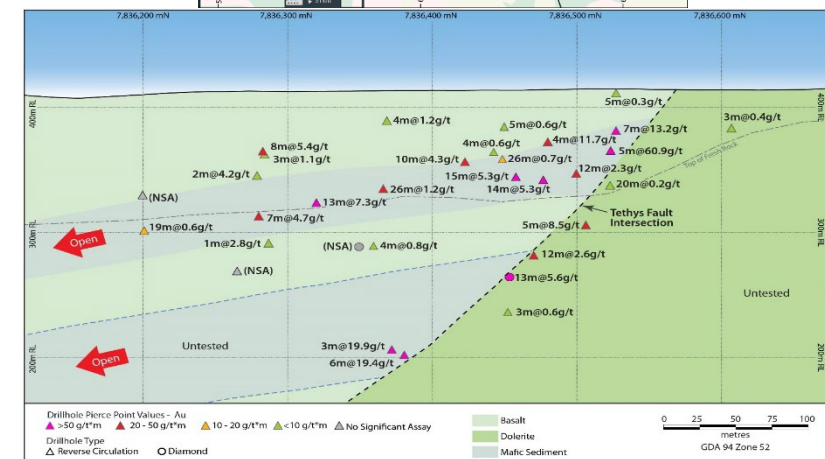 7,836,200 mN
7,836,300 mN
7,836,400 mN
7,836,500 mN
7,836,600 mN
400m RL
400m RL
5m@0.3g/t
4m@1.2g/t
5m@0.6g/t
7m@13.2g/t
3m@0.4g/t
8m@5.4g/t
3m@1.1g/t
4m@0.6g/t
4m@11.7g/t
10m@4.3g/t
26m@0.7g/t
5m@60.9g/t
Top of Fresh Rock
2m@4.2g/t
15m@5.3g/t
12m@2.3g/t
26m@1.2g/t
14m@5.3g/t
20m@0.2g/t
(NSA)
13m@7.3g/t
7m@4.7g/t
Tethys Fault
Intersection
19m@0.6g/t
5m@8.5g/t
300m RL
300m RL
Open
1m@2.8g/t
(NSA)
4m@0.8g/t
12m@2.6g/t
(NSA)
13m@5.6g/t
Untested
3m@0.6g/t
Untested
3m@19.9g/t
6m@19.4g/t
Open
200m RL
200m RL
Drillhole Pierce Point Values - Au
>50 g/t*m
20 - 50 g/t*m
10 - 20 g/t*m
<10 g/t*m
No Significant Assay
Drillhole Type
Reverse Circulation
Diamond
Basalt
Dolerite
Mafic Sediment
0 25 50 75 100
metres
GDA 94 Zone 52